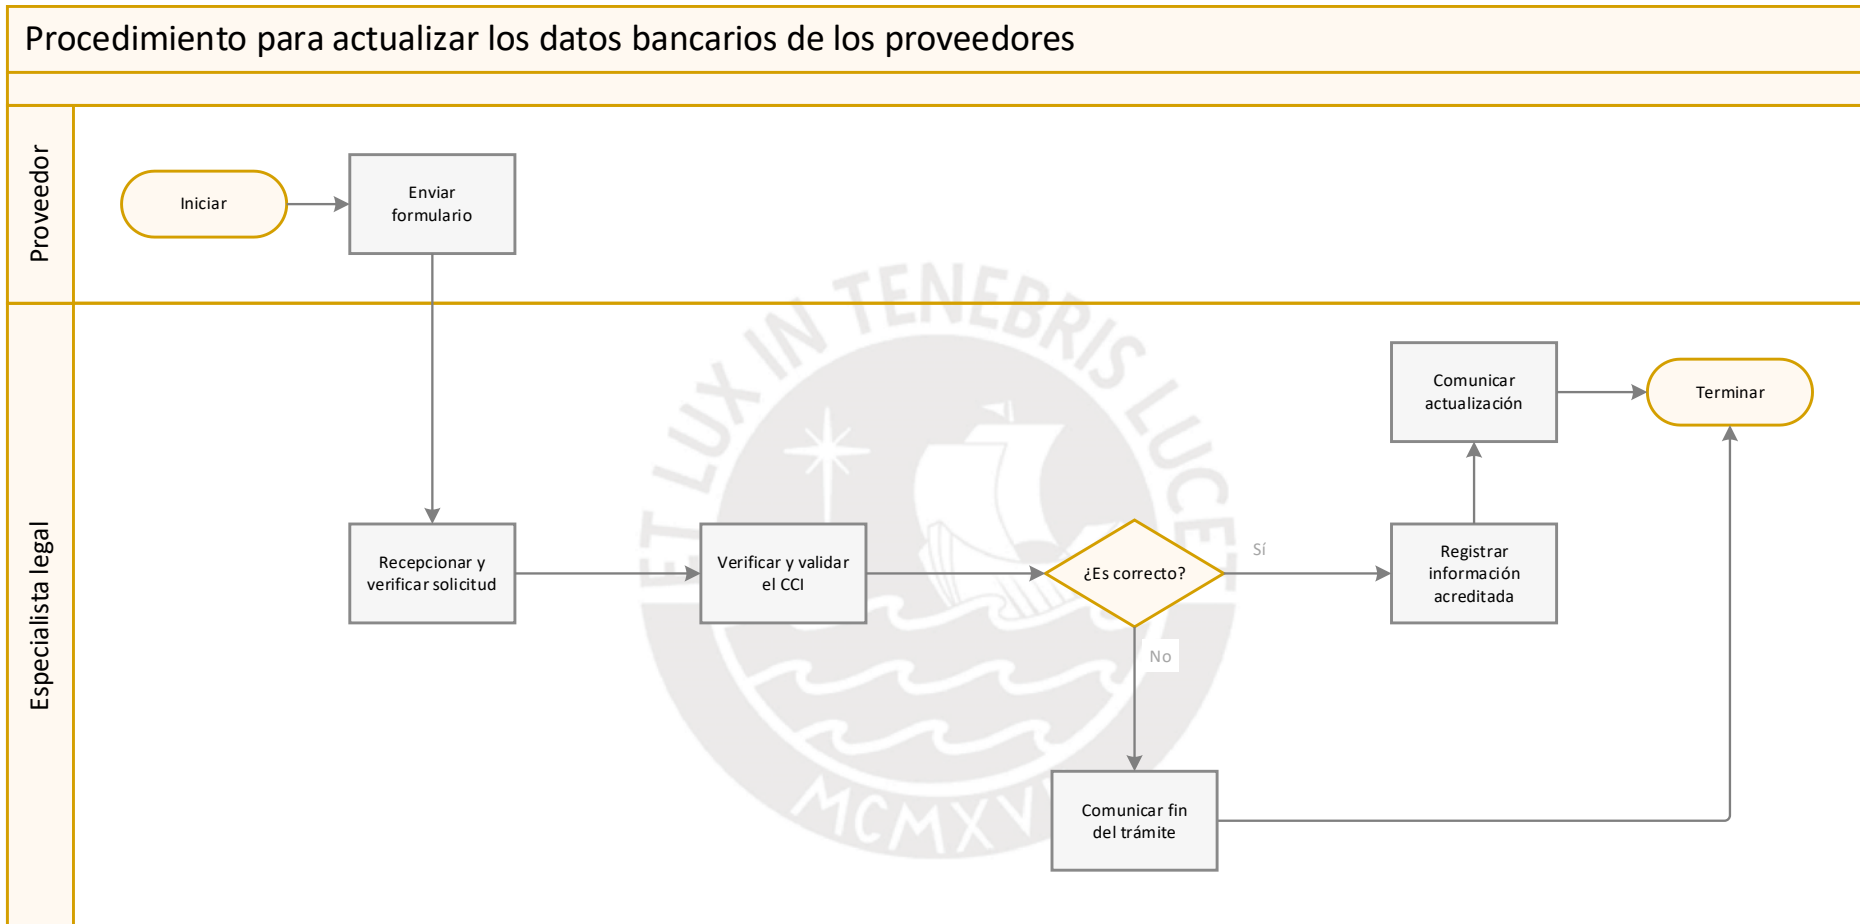 Procedimiento para actualizar los datos bancarios de los proveedores
Proveedor
Iniciar
Enviar
formulario
Especialista legal
Comunicar
actualización
Terminar
Recepcionar y
verificar solicitud
Verificar y validar
el CCI
¿Es correcto?
Sí
Registrar
información
acreditada
No
Comunicar fin
del trámite
ET LUX IN TENEBRIS LUCET